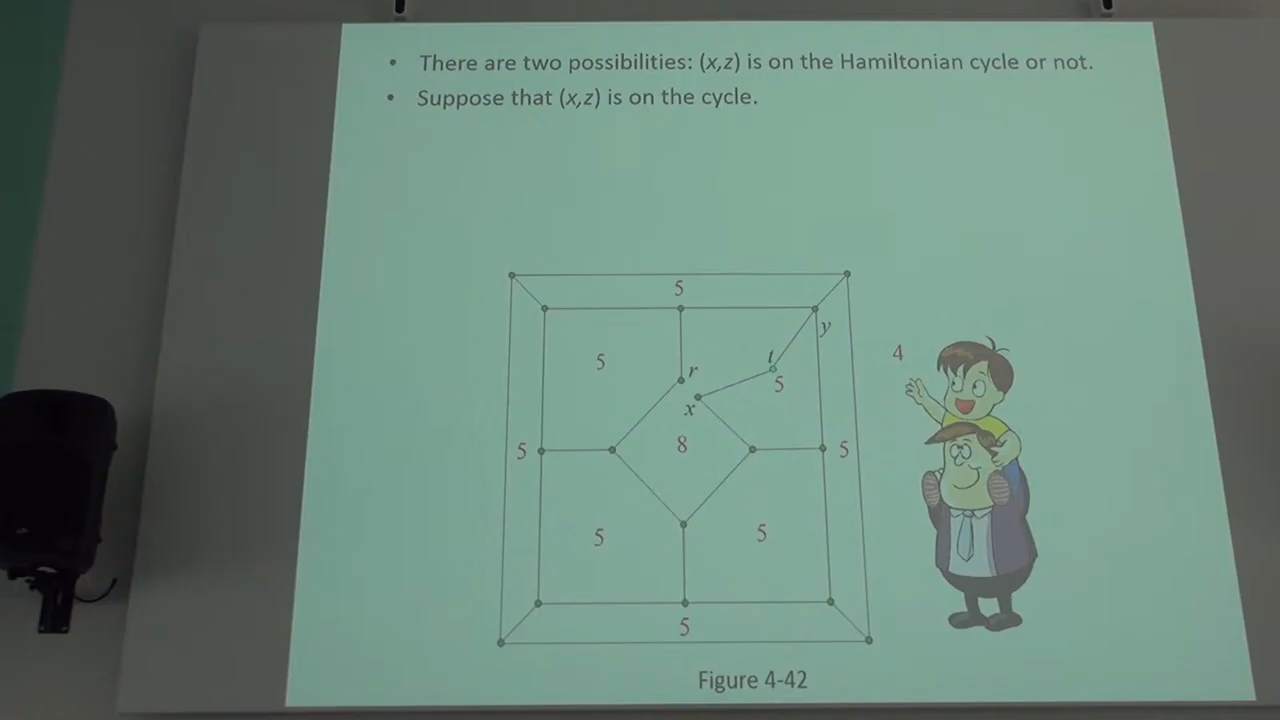 • There are two possibilities: (x,z) is on the Hamiltonian cycle or not.
• Suppose that (x,z) is on the cycle.
5
y
5
r
t
4
5
x
5
8
5
5
5
5
Figure 4-42